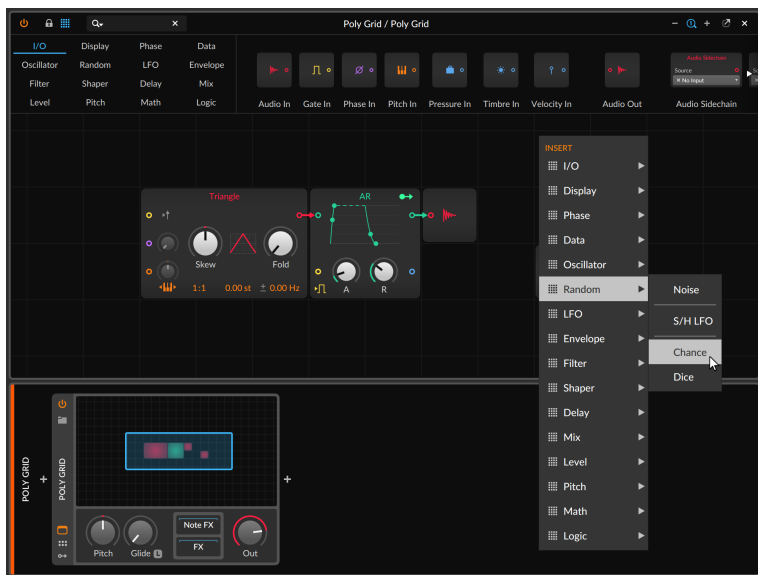 Poly Grid / Poly Grid
I/O Display Phase Data
Oscillator Random LFO Envelope
Filter Shaper Delay Mix
Level Pitch Math Logic
Audio In Gate In Phase In Pitch In Pressure In Timbre In Velocity In Audio Out
Audio Sidechain
Source
No Input
Audio Sidechain
Triangle
Skew
Fold
1:1 0.00 st ± 0.00 Hz
AR
A R
INSERT
I/O
Display
Phase
Data
Oscillator
Random
LFO
Envelope
Filter
Shaper
Delay
Mix
Level
Pitch
Math
Logic
Noise
S/H LFO
Chance
Dice
POLY GRID
+
POLY GRID
+
Pitch
Glide L
Note FX
FX
Out